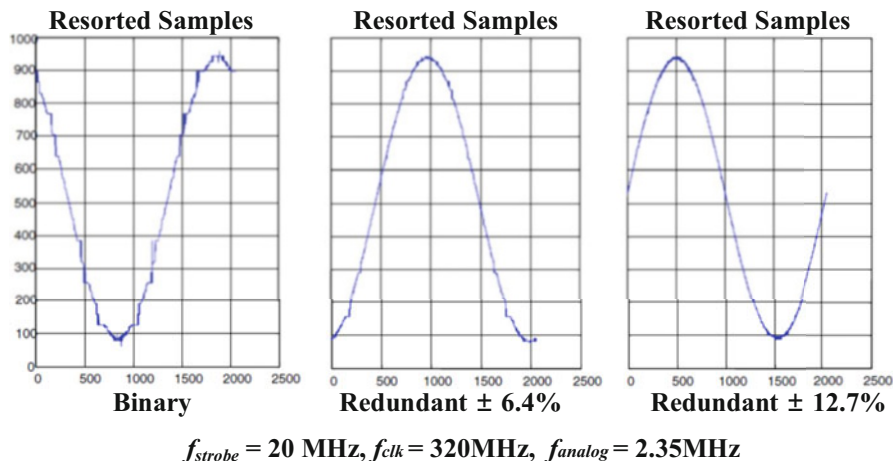 Resorted Samples Resorted Samples Resorted Samples
1000
900
800
700
600
500
400
300
200
100
0
0 500 1000 1500 2000 2500 0 500 1000 1500 2000 2500 0 500 1000 1500 2000 2500
Binary Redundant ± 6.4% Redundant ± 12.7%
fstrobe = 20 MHz, fclk = 320MHz, fanalog = 2.35MHz